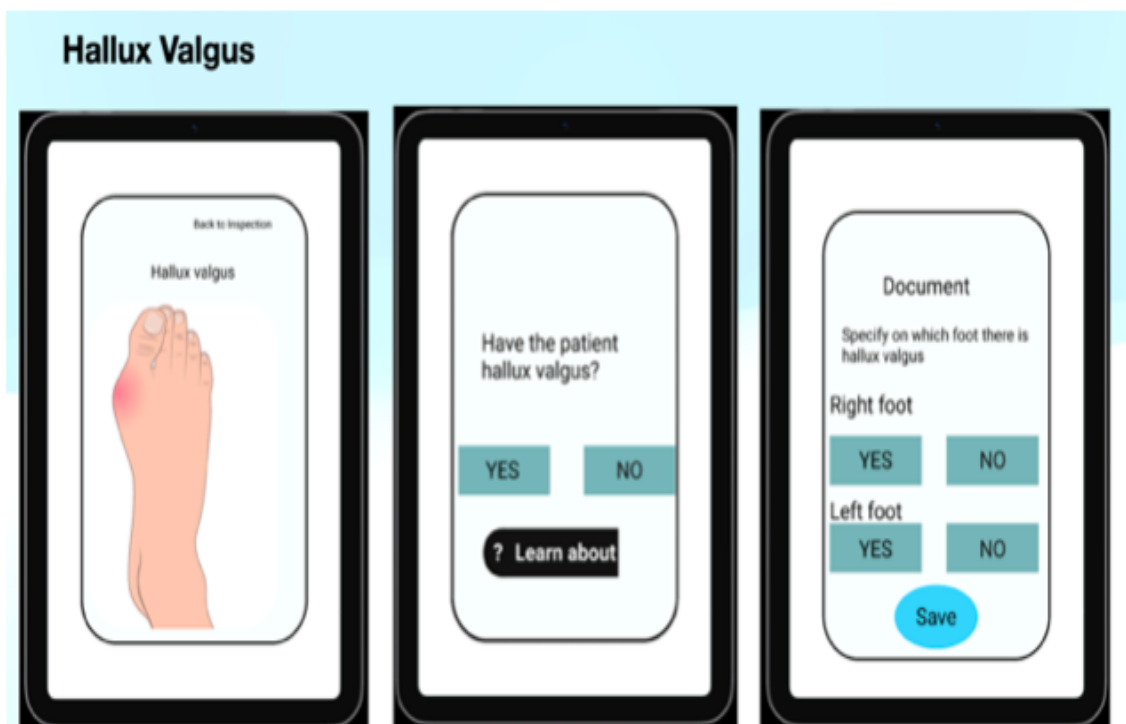 Hallux Valgus
Back to Inspection
Hallux valgus
Have the patient
hallux valgus?
YES NO
? Learn about
Document
Specify on which foot there is
hallux valgus
Right foot
YES NO
Left foot
YES NO
Save